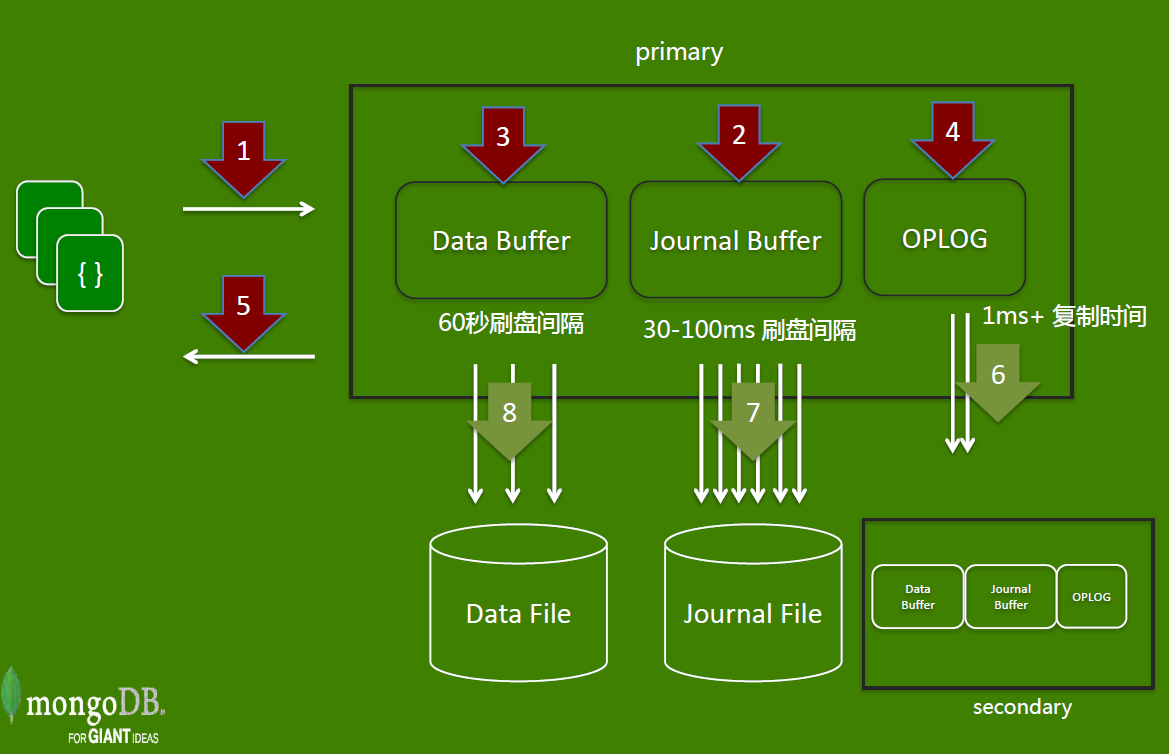 primary
1
3
2
4
{ }
Data Buffer
Journal Buffer
OPLOG
5
60秒刷盘间隔
30-100ms 刷盘间隔
1ms+ 复制时间
8
7
6
Data File
Journal File
Data
Buffer
Journal
Buffer
OPLOG
secondary
mongoDB
FOR GIANT IDEAS